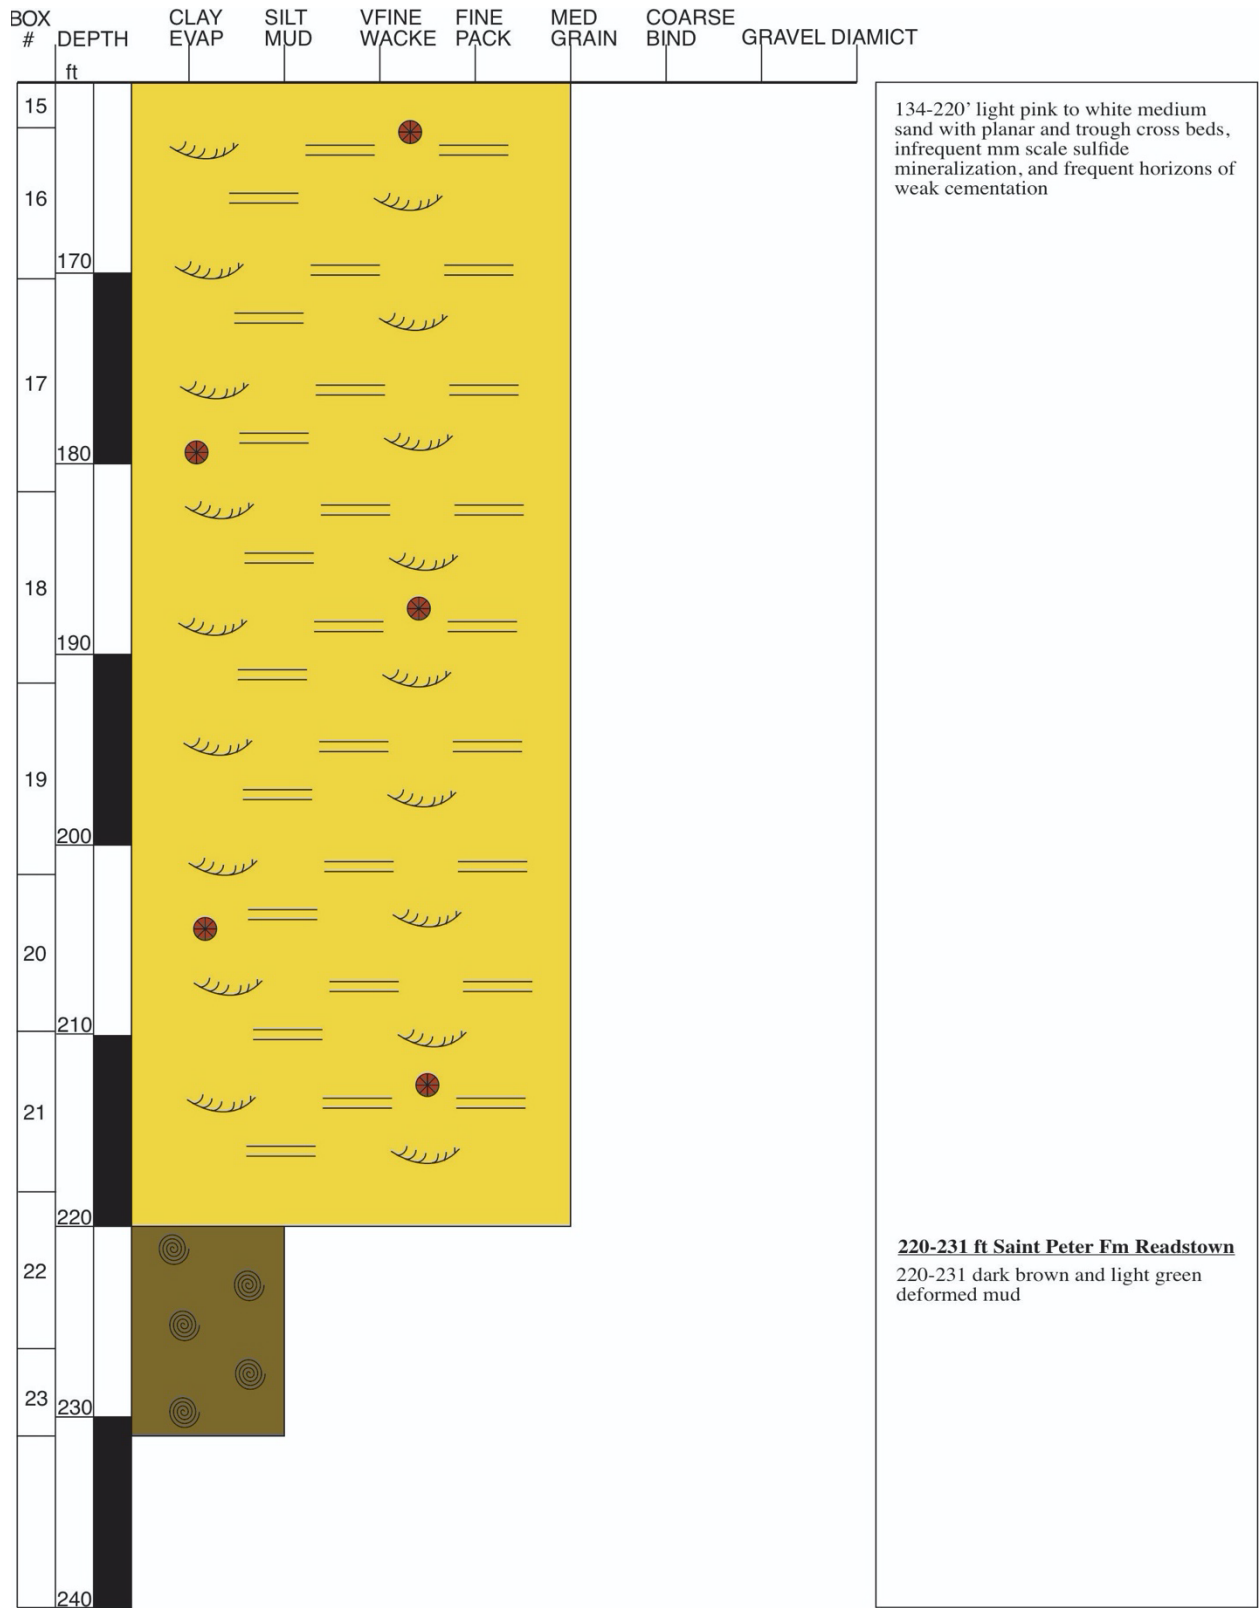 BOX # DEPTH CLAY EVAP SILT MUD VFINE WACKE FINE PACK MED GRAIN COARSE BIND GRAVEL DIAMICT
ft
15
134-220’ light pink to white medium
sand with planar and trough cross beds,
infrequent mm scale sulfide
mineralization, and frequent horizons of
weak cementation
16
170
17
180
18
190
19
200
20
210
21
220
220-231 ft Saint Peter Fm Readstown
220-231 dark brown and light green
deformed mud
22
23
230
240